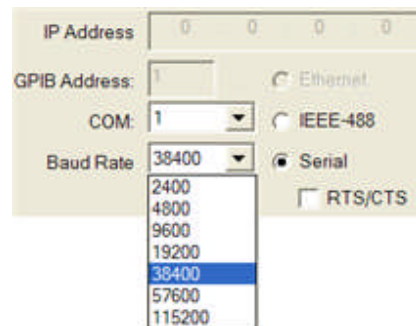 IP Address 0 0 0 0
GPIB Address: 1 Ethernet
COM: 1 IEEE-488
Baud Rate 38400 Serial
2400
RTS/CTS
4800
9600
19200
38400
57600
115200